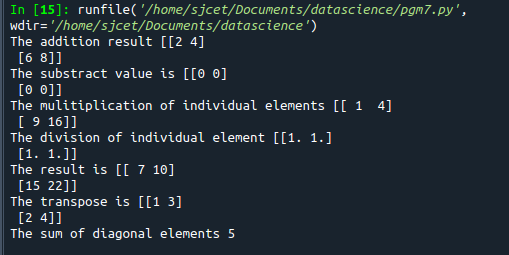 In [15]: runfile('/home/sjcet/Documents/datascience/pgm7.py',
wdir='/home/sjcet/Documents/datascience')
The addition result [[2 4]
 [6 8]]
The substract value is [[0 0]
 [0 0]]
The mulitiplication of individual elements [[ 1  4]
 [ 9 16]]
The division of individual element [[1. 1.]
 [1. 1.]]
The result is [[ 7 10]
 [15 22]]
The transpose is [[1 3]
 [2 4]]
The sum of diagonal elements 5